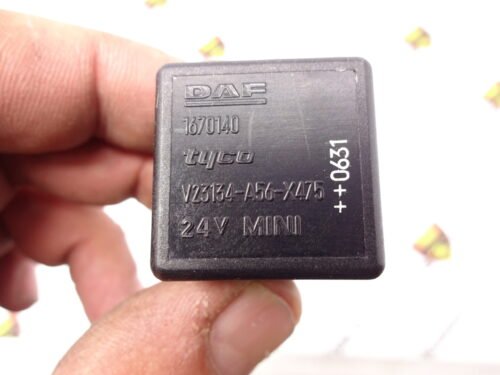 DAF
1670140
tyco
V23134-A56-X475
24V MINI
++0631